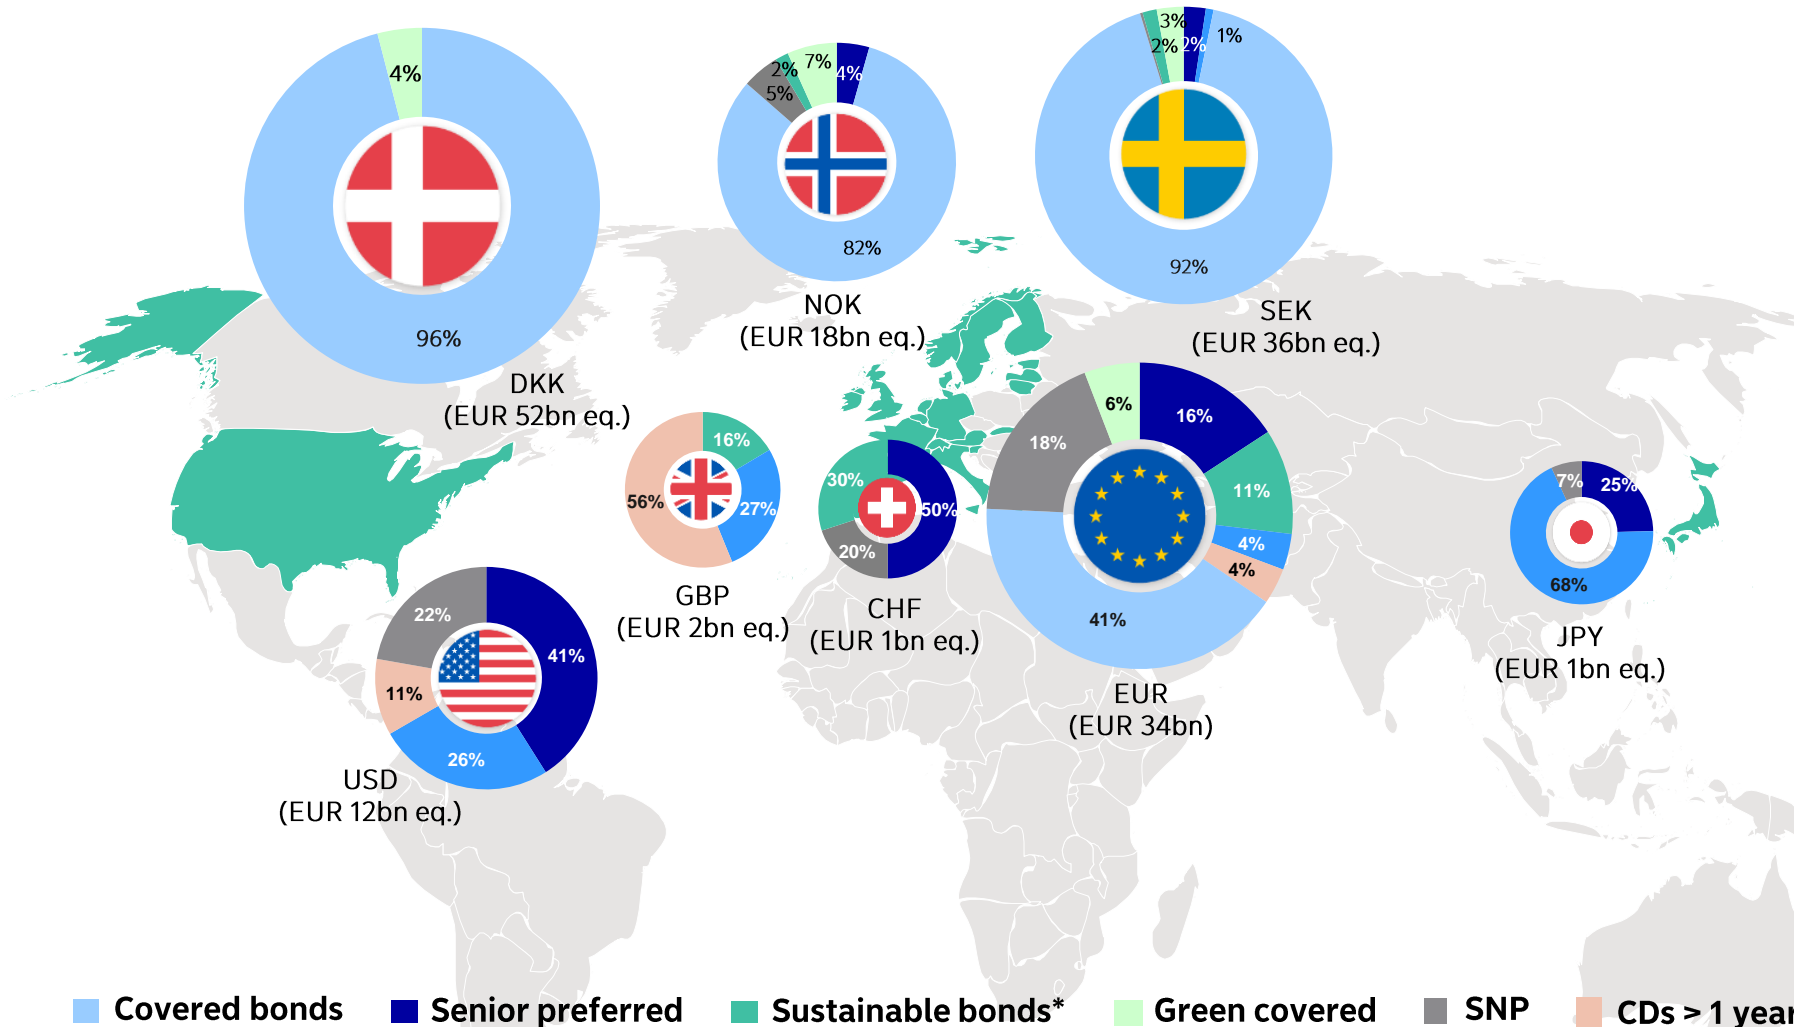 4%
96%
DKK
(EUR 52bn eq.)
7%
4%
2%
5%
82%
NOK
(EUR 18bn eq.)
3%
2%
2%
1%
92%
SEK
(EUR 36bn eq.)
16%
27%
56%
GBP
(EUR 2bn eq.)
30%
50%
20%
CHF
(EUR 1bn eq.)
6%
16%
18%
11%
4%
4%
41%
EUR
(EUR 34bn)
7%
25%
68%
JPY
(EUR 1bn eq.)
22%
41%
11%
26%
USD
(EUR 12bn eq.)
Covered bonds
Senior preferred
Sustainable bonds*
Green covered
SNP
CDs > 1 year